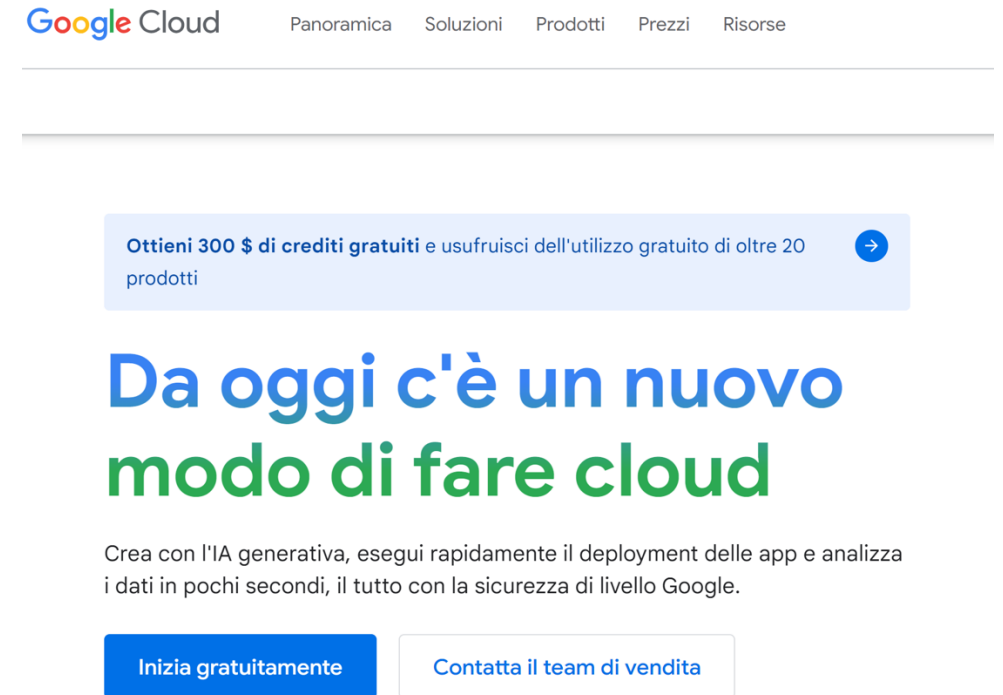 Google Cloud
Panoramica Soluzioni Prodotti Prezzi Risorse
Ottieni 300 $ di crediti gratuiti e usufruisci dell'utilizzo gratuito di oltre 20
prodotti
Da oggi c'è un nuovo
modo di fare cloud
Crea con l'IA generativa, esegui rapidamente il deployment delle app e analizza
i dati in pochi secondi, il tutto con la sicurezza di livello Google.
Inizia gratuitamente
Contatta il team di vendita